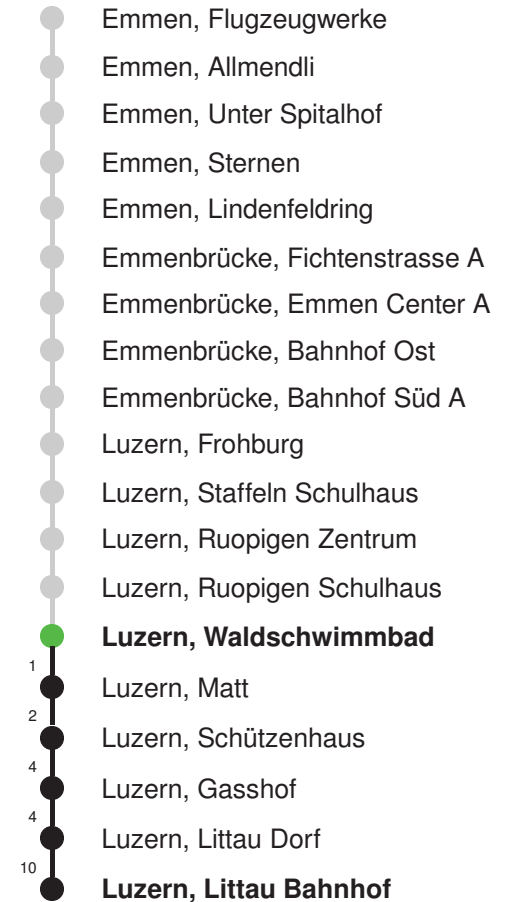 Emmen, Flugzeugwerke
Emmen, Allmendli
Emmen, Unter Spitalhof
Emmen, Sternen
Emmen, Lindenfeldring
Emmenbrücke, Fichtenstrasse A
Emmenbrücke, Emmen Center A
Emmenbrücke, Bahnhof Ost
Emmenbrücke, Bahnhof Süd A
Luzern, Frohburg
Luzern, Staffeln Schulhaus
Luzern, Ruopigen Zentrum
Luzern, Ruopigen Schulhaus
Luzern, Waldschwimmbad
1
Luzern, Matt
2
Luzern, Schützenhaus
4
Luzern, Gasshof
4
Luzern, Littau Dorf
10
Luzern, Littau Bahnhof